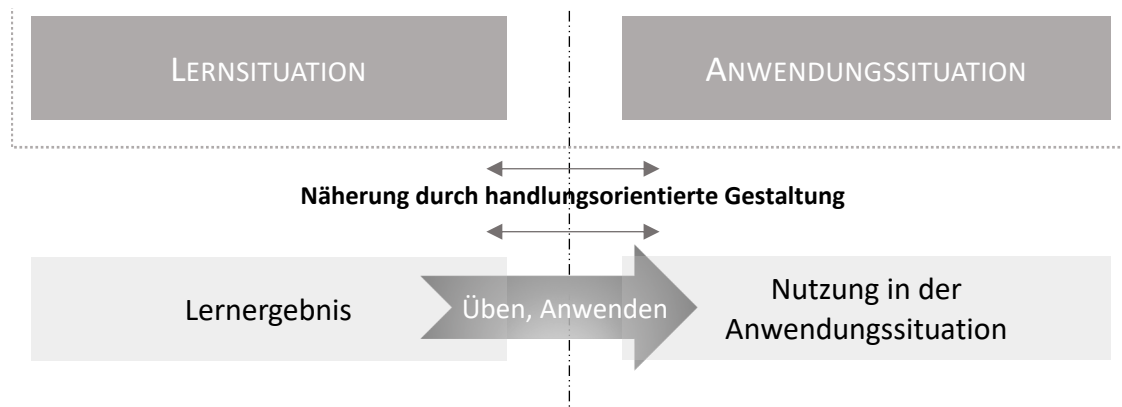 LERNSITUATION
ANWENDUNGSSITUATION
Näherung durch handlungsorientierte Gestaltung
Lernergebnis
Üben, Anwenden
Nutzung in der
Anwendungssituation